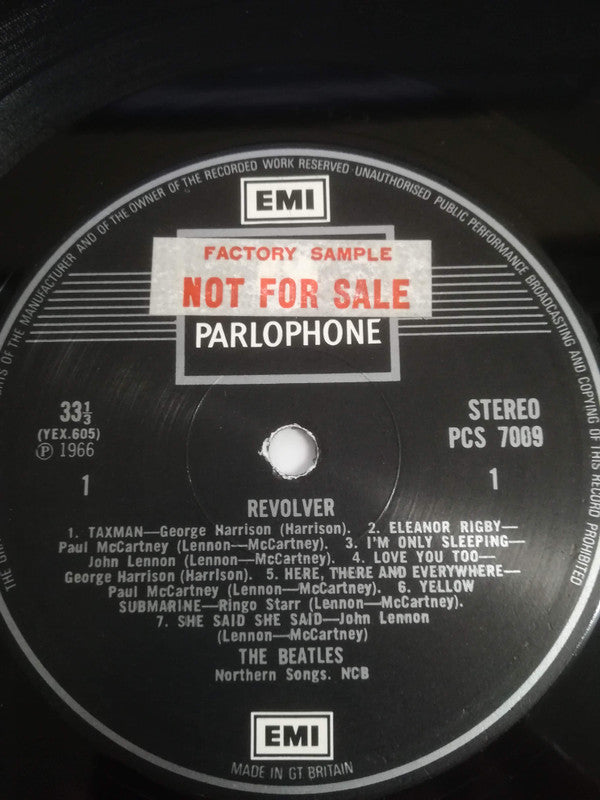 EMI
FACTORY SAMPLE
NOT FOR SALE
PARLOPHONE
33⅓
(YEX.605)
Ⓟ 1966
1
STEREO
PCS 7009
1
REVOLVER
1. TAXMAN—George Harrison (Harrison). 2. ELEANOR RIGBY—
Paul McCartney (Lennon—McCartney). 3. I'M ONLY SLEEPING—
John Lennon (Lennon—McCartney). 4. LOVE YOU TOO—
George Harrison (Harrison). 5. HERE, THERE AND EVERYWHERE—
Paul McCartney (Lennon—McCartney). 6. YELLOW
SUBMARINE—Ringo Starr (Lennon—McCartney).
7. SHE SAID SHE SAID—John Lennon
(Lennon—McCartney)
THE BEATLES
Northern Songs. NCB
EMI
MADE IN GT BRITAIN
OF THE MANUFACTURER AND OF THE OWNER OF THE RECORDED WORK RESERVED · UNAUTHORISED PUBLIC PERFORMANCE BROADCASTING AND COPYING OF THIS RECORD PROHIBITED